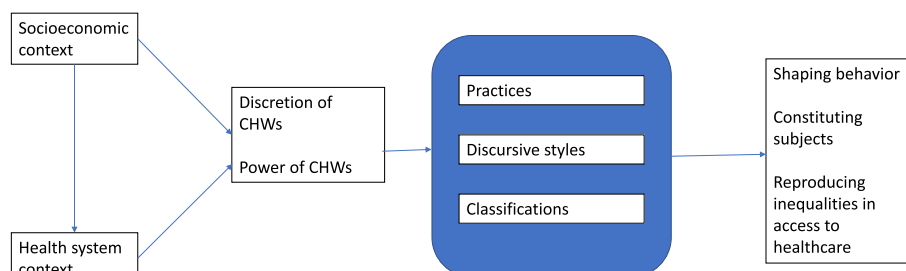 Socioeconomic
context
Discretion of
CHWs
Power of CHWs
Practices
Discursive styles
Classifications
Shaping behavior
Constituting
subjects
Reproducing
inequalities in
access to
healthcare
Health system
context